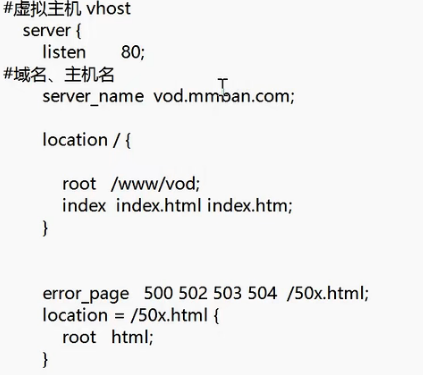 #虚拟主机 vhost
server {
listen 80;
#域名、主机名
server_name vod.mmban.com;
location / {
root /www/vod;
index index.html index.htm;
}
error_page 500 502 503 504 /50x.html;
location = /50x.html {
root html;
}